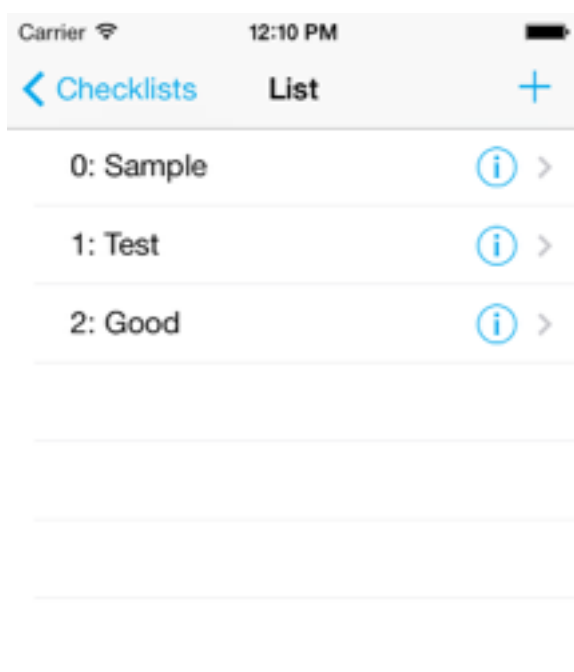 Carrier 12:10 PM
Checklists List +
0: Sample
1: Test
2: Good